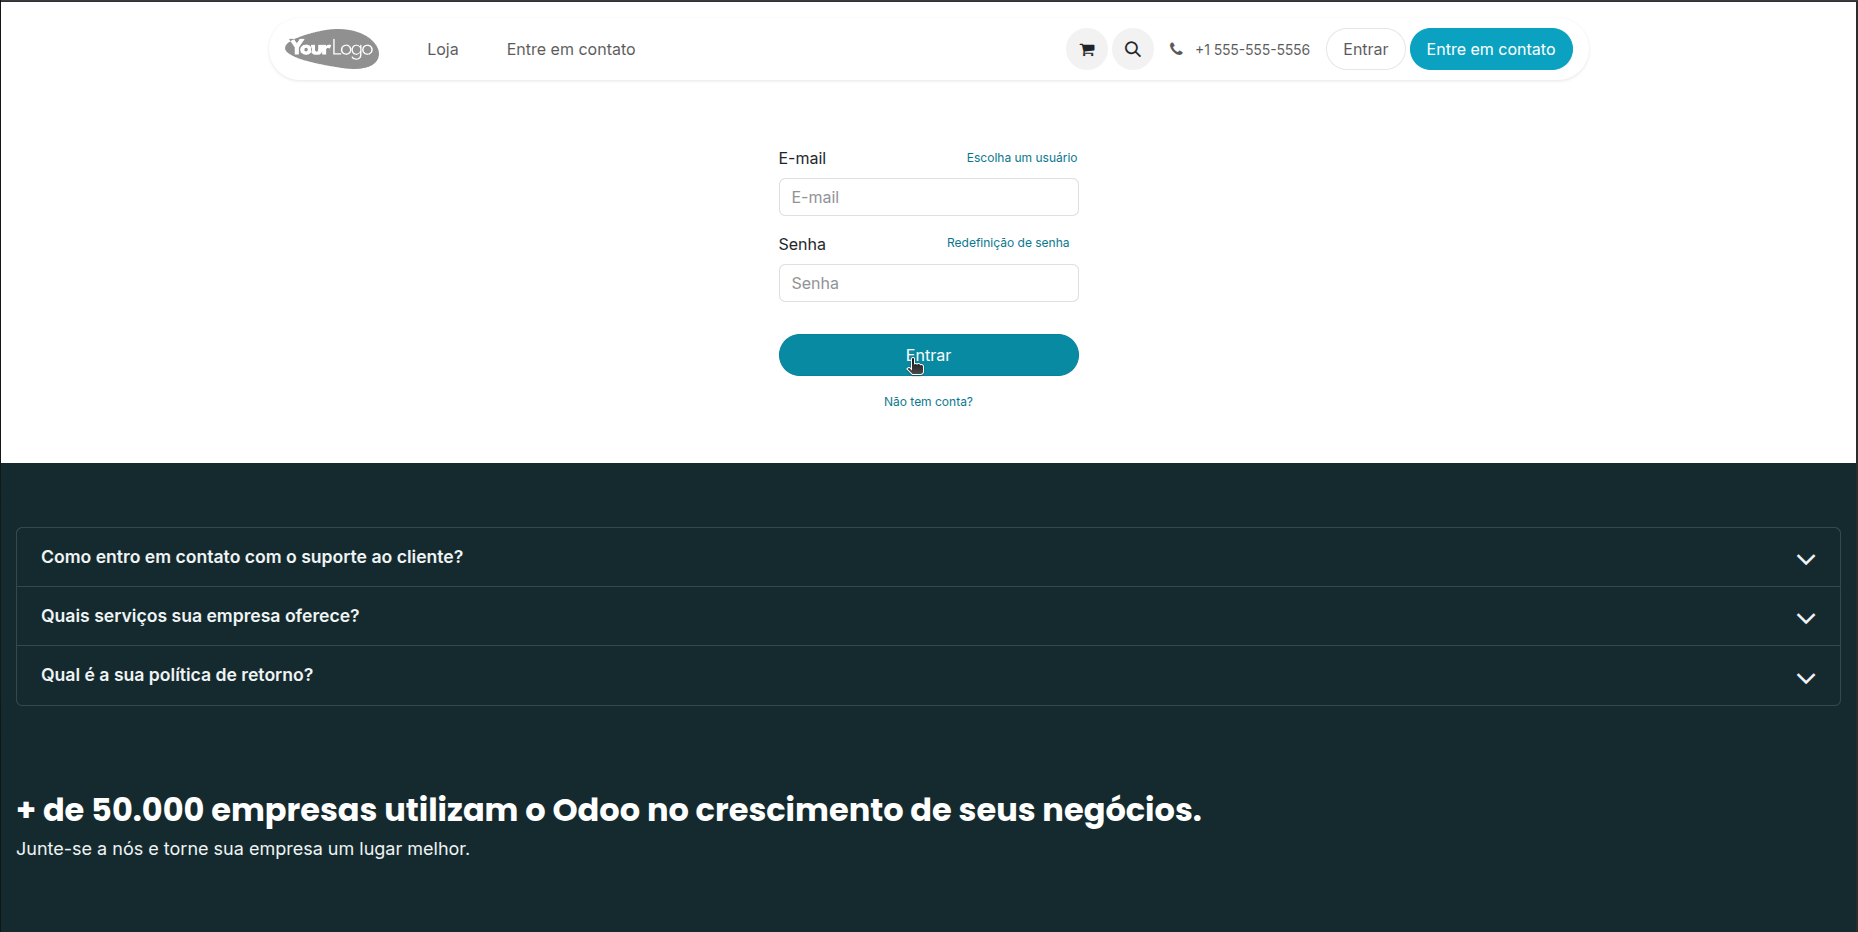 YourLogo
Loja
Entre em contato
+1 555-555-5556
Entrar
Entre em contato
E-mail
Escolha um usuário
E-mail
Senha
Redefinição de senha
Senha
Entrar
Não tem conta?
Como entro em contato com o suporte ao cliente?
Quais serviços sua empresa oferece?
Qual é a sua política de retorno?
+ de 50.000 empresas utilizam o Odoo no crescimento de seus negócios.
Junte-se a nós e torne sua empresa um lugar melhor.